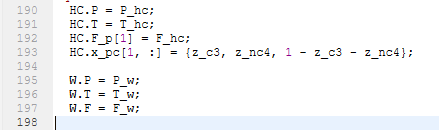 190 HC.P = P_hc;
191 HC.T = T_hc;
192 HC.F_p[1] = F_hc;
193 HC.x_pc[1, :] = {z_c3, z_nc4, 1 - z_c3 - z_nc4};
194
195 W.P = P_w;
196 W.T = T_w;
197 W.F = F_w;
198